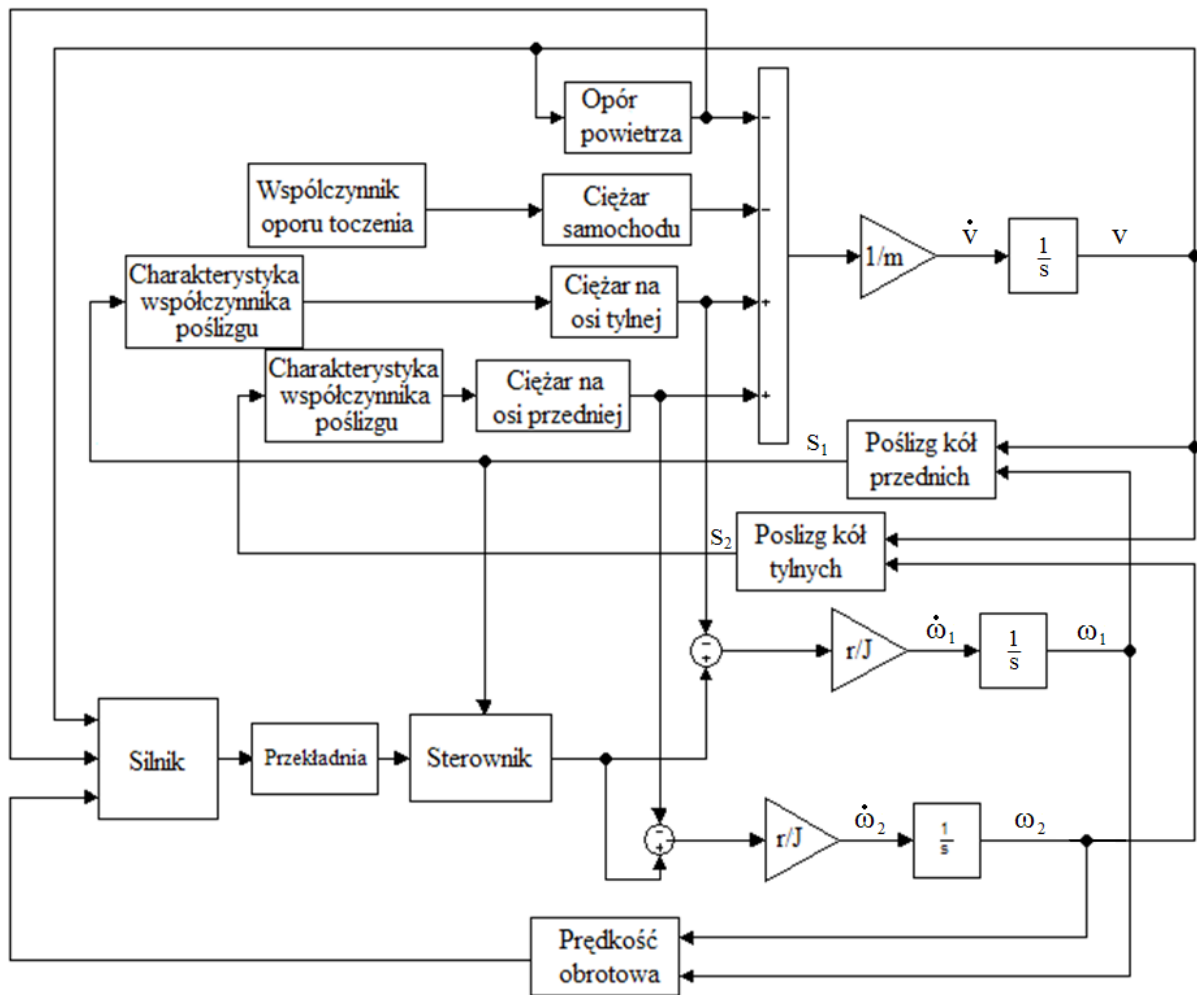 Opór
powietrza
Wspólczynnik
oporu toczenia
Ciężar
samochodu
Charakterystyka
współczynnika
poślizgu
Ciężar na
osi tylnej
Charakterystyka
współczynnika
poślizgu
Ciężar na
osi przedniej
−
−
+
+
1/m
v̇
1/s
v
S₁
Poślizg kół
przednich
S₂
Poslizg kół
tylnych
−
+
r/J
ω̇₁
1/s
ω₁
Silnik
Przekładnia
Sterownik
−
+
r/J
ω̇₂
1/s
ω₂
Prędkość
obrotowa